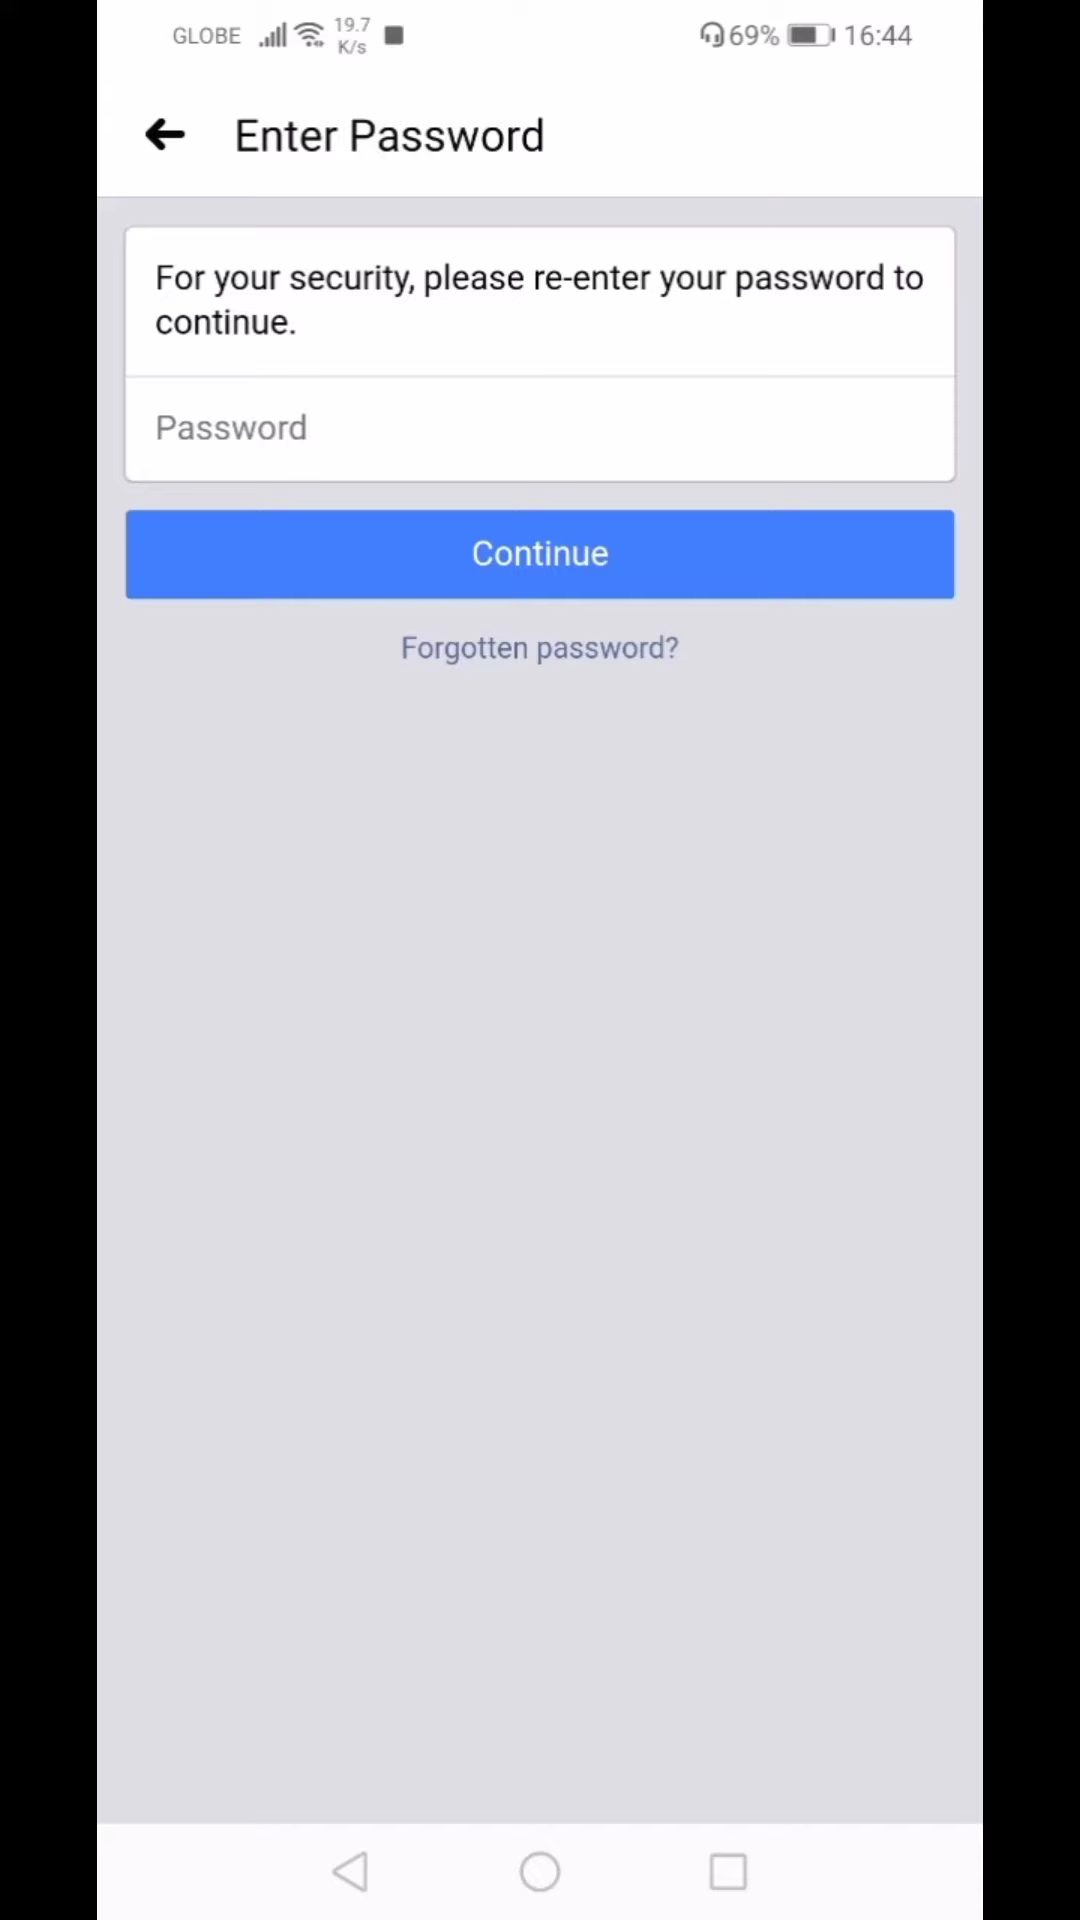 GLOBE 19.7 K/s 69% 16:44
Enter Password
For your security, please re-enter your password to
continue.
Password
Continue
Forgotten password?